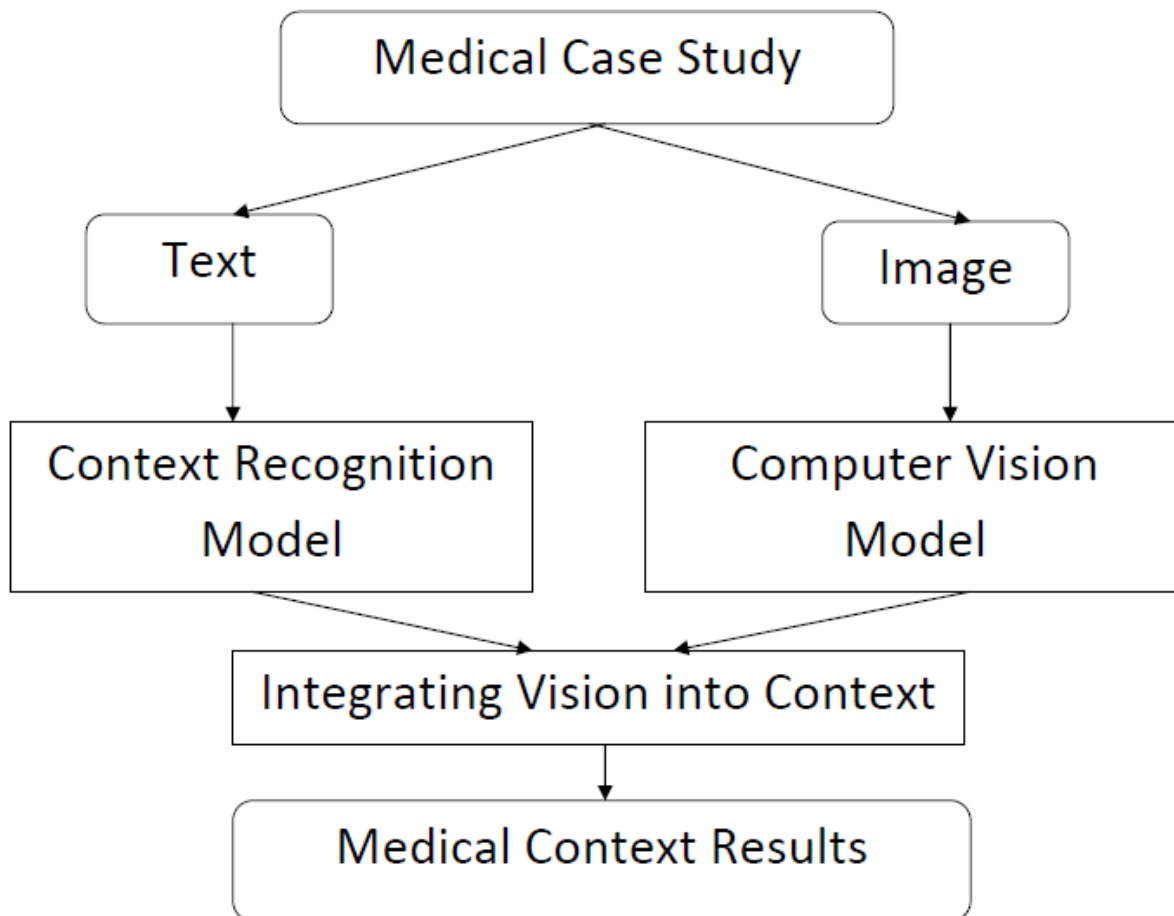 Medical Case Study
Text
Image
Context Recognition
Model
Computer Vision
Model
Integrating Vision into Context
Medical Context Results